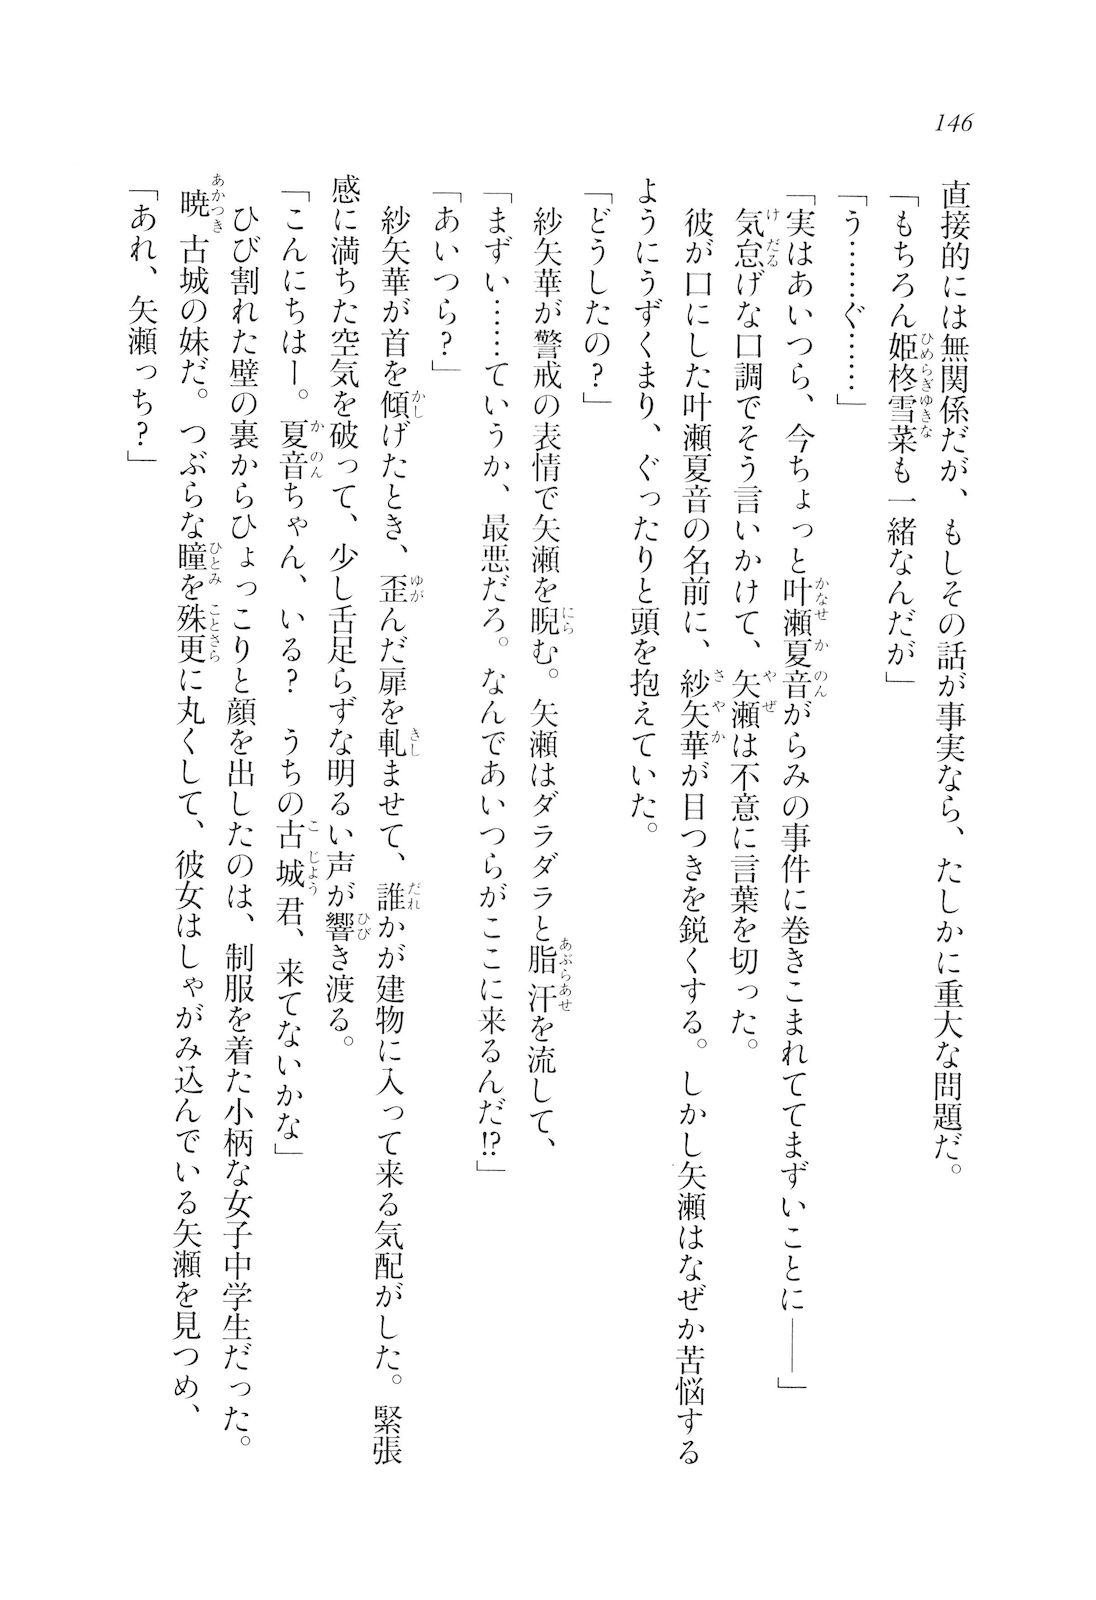 146
直接的には無関係だが、もしその話が事実なら、たしかに重大な問題だ。
「もちろん姫柊雪菜も一緒なんだが」
「う……ぐ……」
「実はあいつら、今ちょっと叶瀬夏音がらみの事件に巻きこまれててまずいことに──」
気怠げな口調でそう言いかけて、矢瀬は不意に言葉を切った。
彼が口にした叶瀬夏音の名前に、紗矢華が目つきを鋭くする。しかし矢瀬はなぜか苦悩する
ようにうずくまり、ぐったりと頭を抱えていた。
「どうしたの？」
紗矢華が警戒の表情で矢瀬を睨む。矢瀬はダラダラと脂汗を流して、
「まずい……ていうか、最悪だろ。なんであいつらがここに来るんだ!?」
「あいつら？」
紗矢華が首を傾げたとき、歪んだ扉を軋ませて、誰かが建物に入って来る気配がした。緊張
感に満ちた空気を破って、少し舌足らずな明るい声が響き渡る。
「こんにちはー。夏音ちゃん、いる？　うちの古城君、来てないかな」
ひび割れた壁の裏からひょっこりと顔を出したのは、制服を着た小柄な女子中学生だった。
暁古城の妹だ。つぶらな瞳を殊更に丸くして、彼女はしゃがみ込んでいる矢瀬を見つめ、
「あれ、矢瀬っち？」